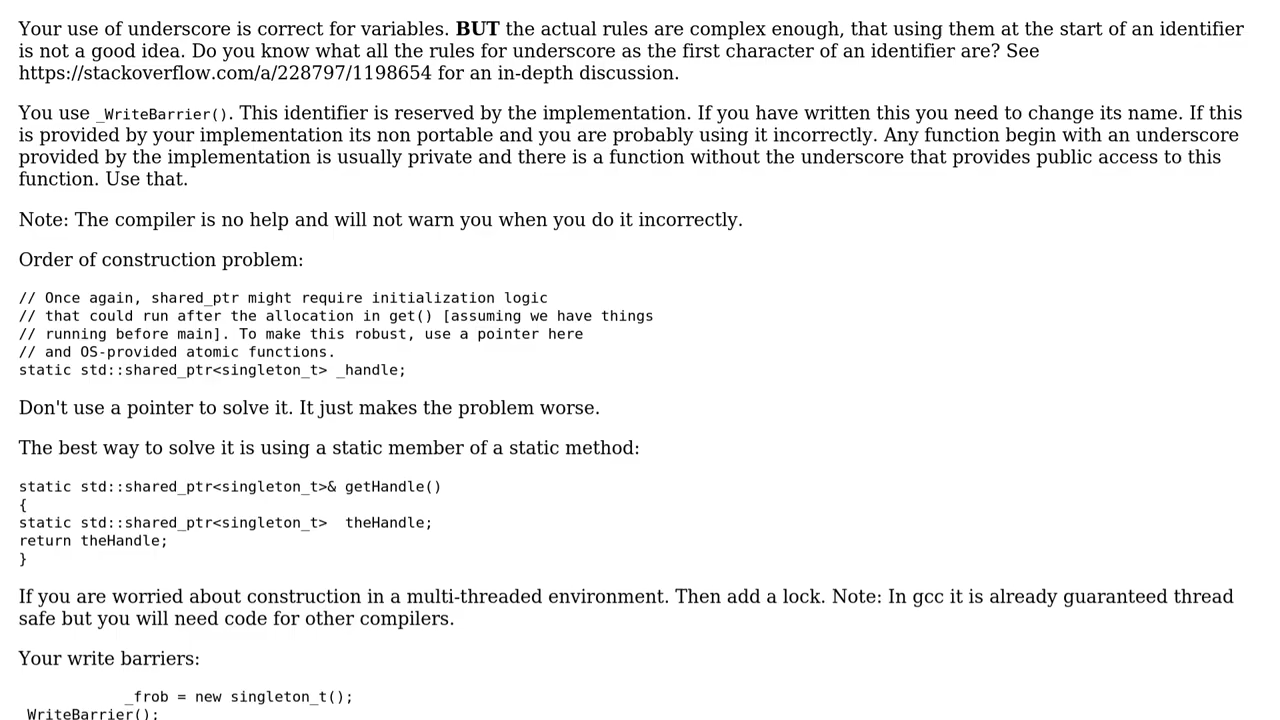 Your use of underscore is correct for variables. BUT the actual rules are complex enough, that using them at the start of an identifier
is not a good idea. Do you know what all the rules for underscore as the first character of an identifier are? See
https://stackoverflow.com/a/228797/1198654 for an in-depth discussion.
You use _WriteBarrier(). This identifier is reserved by the implementation. If you have written this you need to change its name. If this
is provided by your implementation its non portable and you are probably using it incorrectly. Any function begin with an underscore
provided by the implementation is usually private and there is a function without the underscore that provides public access to this
function. Use that.
Note: The compiler is no help and will not warn you when you do it incorrectly.
Order of construction problem:
// Once again, shared_ptr might require initialization logic
// that could run after the allocation in get() [assuming we have things
// running before main]. To make this robust, use a pointer here
// and OS-provided atomic functions.
static std::shared_ptr<singleton_t> _handle;
Don't use a pointer to solve it. It just makes the problem worse.
The best way to solve it is using a static member of a static method:
static std::shared_ptr<singleton_t>& getHandle()
{
static std::shared_ptr<singleton_t>  theHandle;
return theHandle;
}
If you are worried about construction in a multi-threaded environment. Then add a lock. Note: In gcc it is already guaranteed thread
safe but you will need code for other compilers.
Your write barriers:
_frob = new singleton_t();
_WriteBarrier();